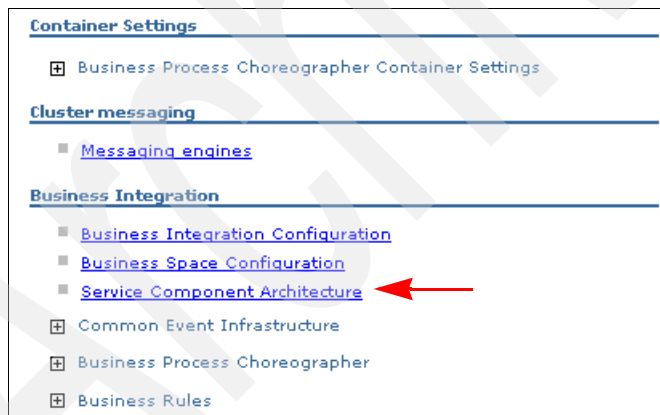 Container Settings
Business Process Choreographer Container Settings
Cluster messaging
Messaging engines
Business Integration
Business Integration Configuration
Business Space Configuration
Service Component Architecture
Common Event Infrastructure
Business Process Choreographer
Business Rules